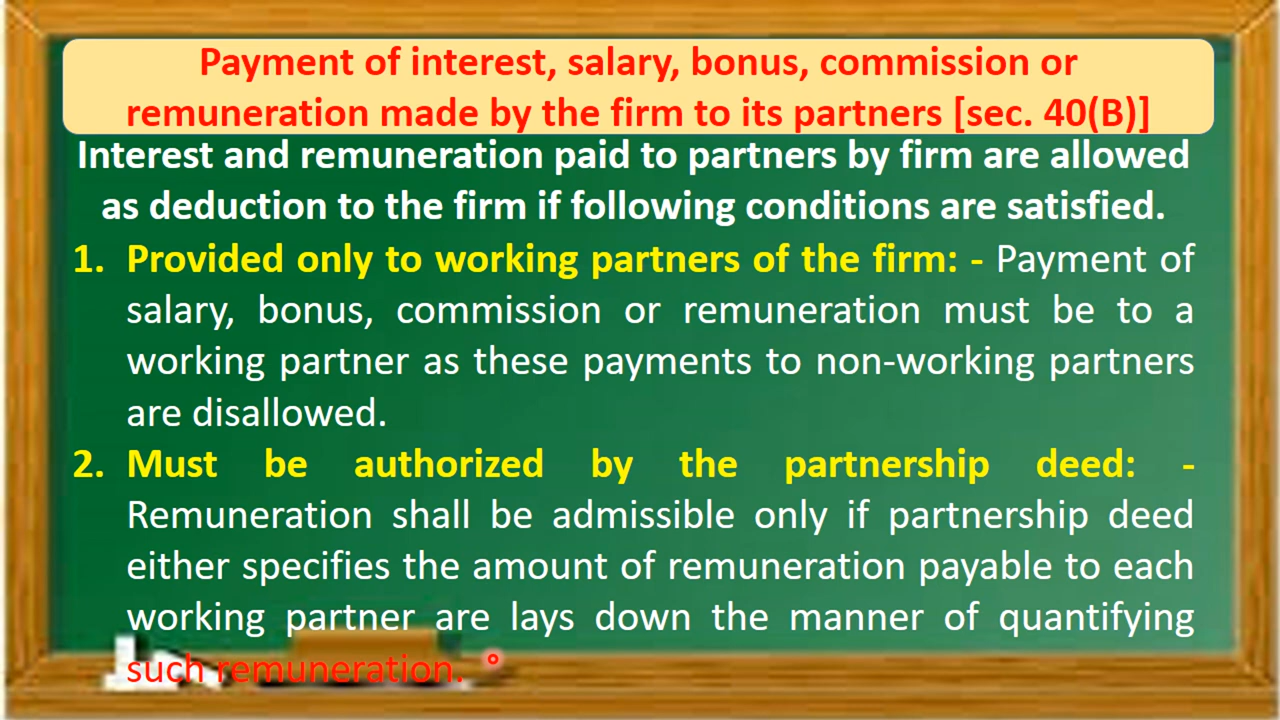 Payment of interest, salary, bonus, commission or
remuneration made by the firm to its partners [sec. 40(B)]
Interest and remuneration paid to partners by firm are allowed
as deduction to the firm if following conditions are satisfied.
1. Provided only to working partners of the firm: - Payment of
salary, bonus, commission or remuneration must be to a
working partner as these payments to non-working partners
are disallowed.
2. Must be authorized by the partnership deed: -
Remuneration shall be admissible only if partnership deed
either specifies the amount of remuneration payable to each
working partner are lays down the manner of quantifying
such remuneration.